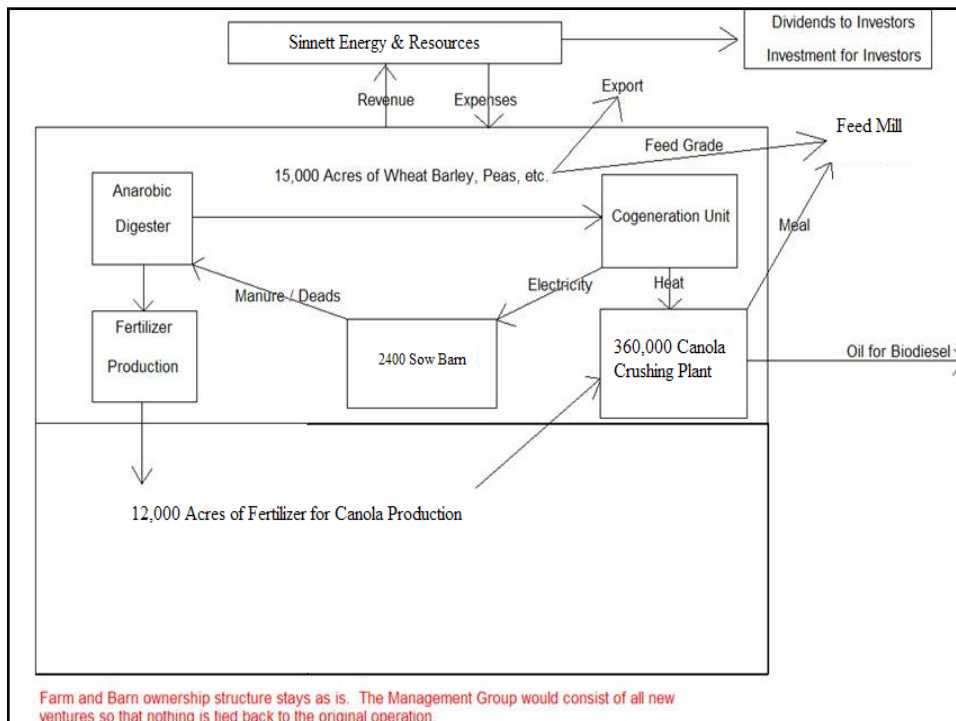 Sinnett Energy & Resources
Dividends to Investors
Investment for Investors
Revenue
Expenses
Export
Feed Grade
Feed Mill
15,000 Acres of Wheat Barley, Peas, etc.
Anarobic
Digester
Cogeneration Unit
Meal
Manure / Deads
Electricity
Heat
Fertilizer
Production
2400 Sow Barn
360,000 Canola
Crushing Plant
Oil for Biodiesel
12,000 Acres of Fertilizer for Canola Production
Farm and Barn ownership structure stays as is. The Management Group would consist of all new
ventures so that nothing is tied back to the original operation.